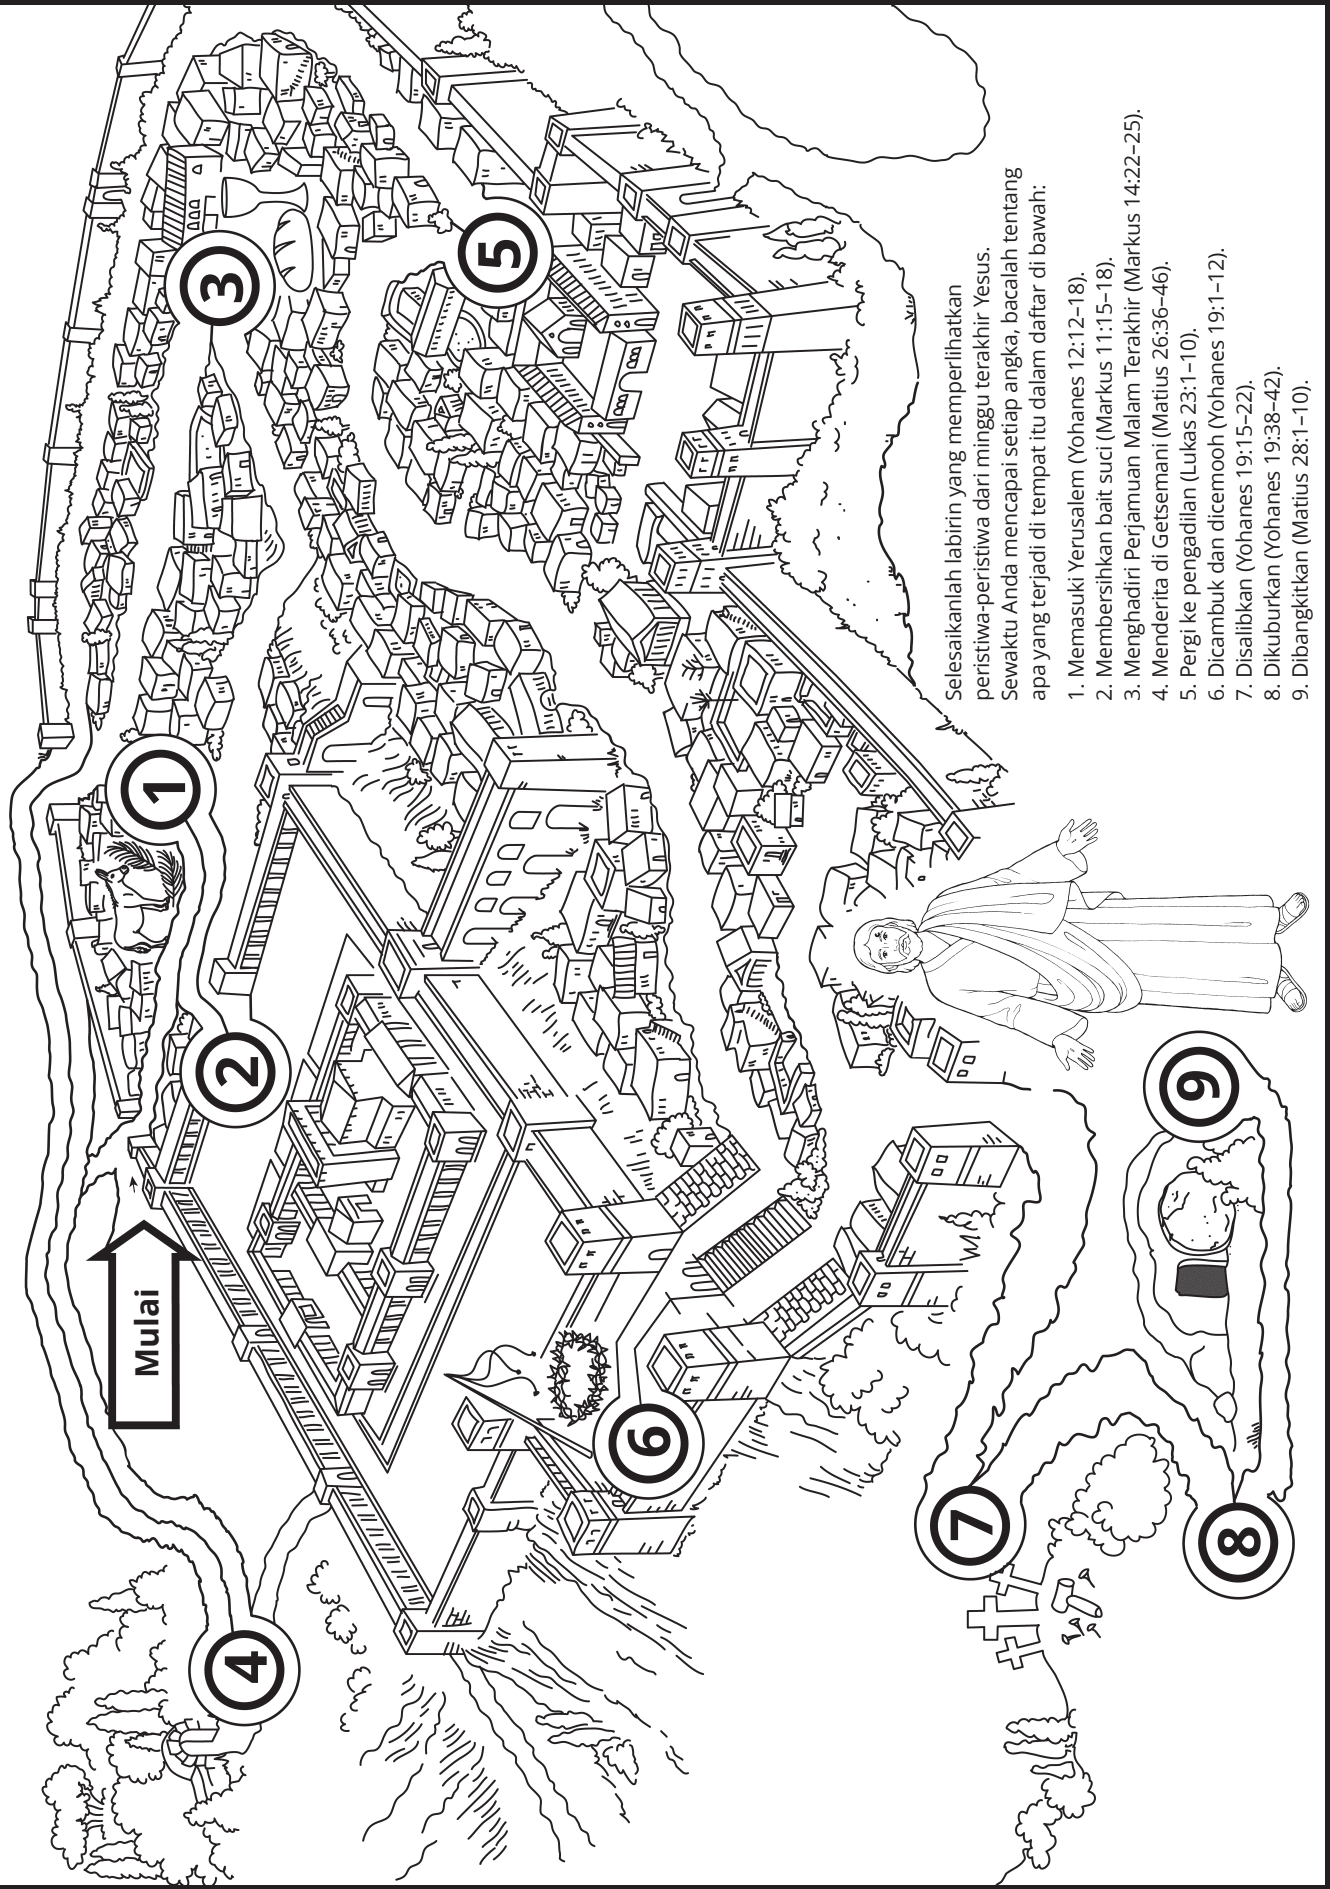 Mulai
1
2
3
4
5
6
7
8
9
Selesaikanlah labirin yang memperlihatkan
peristiwa-peristiwa dari minggu terakhir Yesus.
Sewaktu Anda mencapai setiap angka, bacalah tentang
apa yang terjadi di tempat itu dalam daftar di bawah:
1. Memasuki Yerusalem (Yohanes 12:12–18).
2. Membersihkan bait suci (Markus 11:15–18).
3. Menghadiri Perjamuan Malam Terakhir (Markus 14:22–25).
4. Menderita di Getsemani (Matius 26:36–46).
5. Pergi ke pengadilan (Lukas 23:1–10).
6. Dicambuk dan dicemooh (Yohanes 19:1–12).
7. Disalibkan (Yohanes 19:15–22).
8. Dikuburkan (Yohanes 19:38–42).
9. Dibangkitkan (Matius 28:1–10).